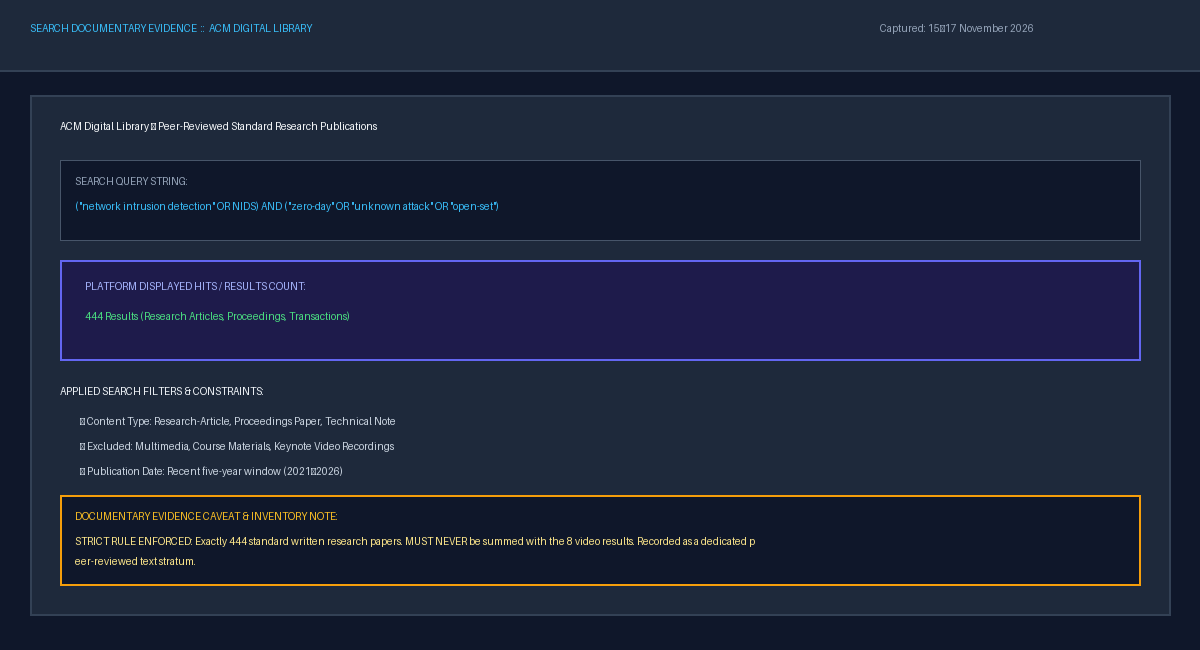 SEARCH DOCUMENTARY EVIDENCE :: ACM DIGITAL LIBRARY
Captured: 15☒17 November 2026
ACM Digital Library ☒ Peer-Reviewed Standard Research Publications
SEARCH QUERY STRING:
("network intrusion detection" OR NIDS) AND ("zero-day" OR "unknown attack" OR "open-set")
PLATFORM DISPLAYED HITS / RESULTS COUNT:
444 Results (Research Articles, Proceedings, Transactions)
APPLIED SEARCH FILTERS & CONSTRAINTS:
☒ Content Type: Research-Article, Proceedings Paper, Technical Note
☒ Excluded: Multimedia, Course Materials, Keynote Video Recordings
☒ Publication Date: Recent five-year window (2021☒2026)
DOCUMENTARY EVIDENCE CAVEAT & INVENTORY NOTE:
STRICT RULE ENFORCED: Exactly 444 standard written research papers. MUST NEVER be summed with the 8 video results. Recorded as a dedicated p
eer-reviewed text stratum.